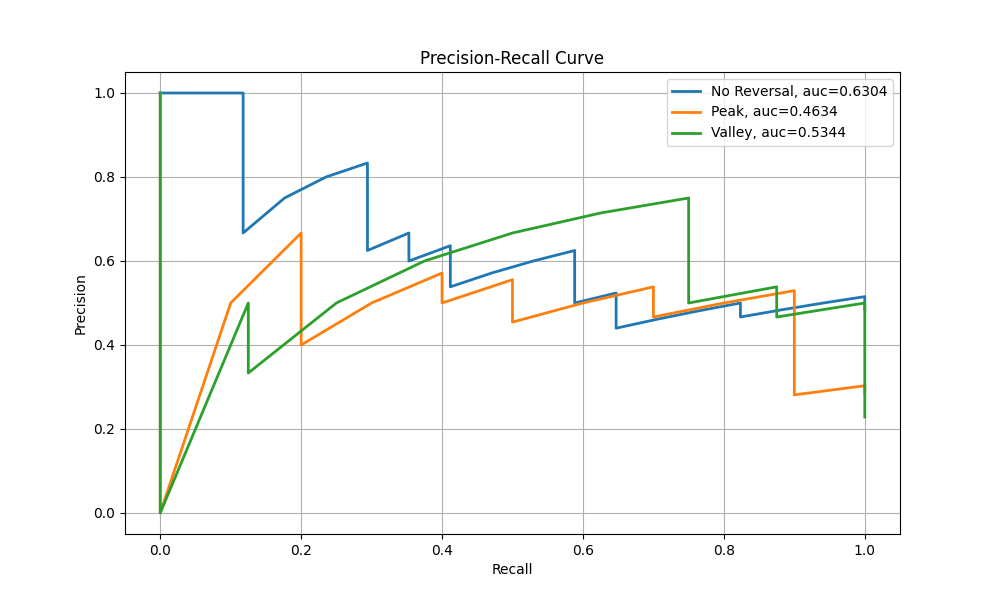 Precision-Recall Curve
No Reversal, auc=0.6304
Peak, auc=0.4634
Valley, auc=0.5344
1.0
0.8
0.6
0.4
0.2
0.0
Precision
0.0 0.2 0.4 0.6 0.8 1.0
Recall